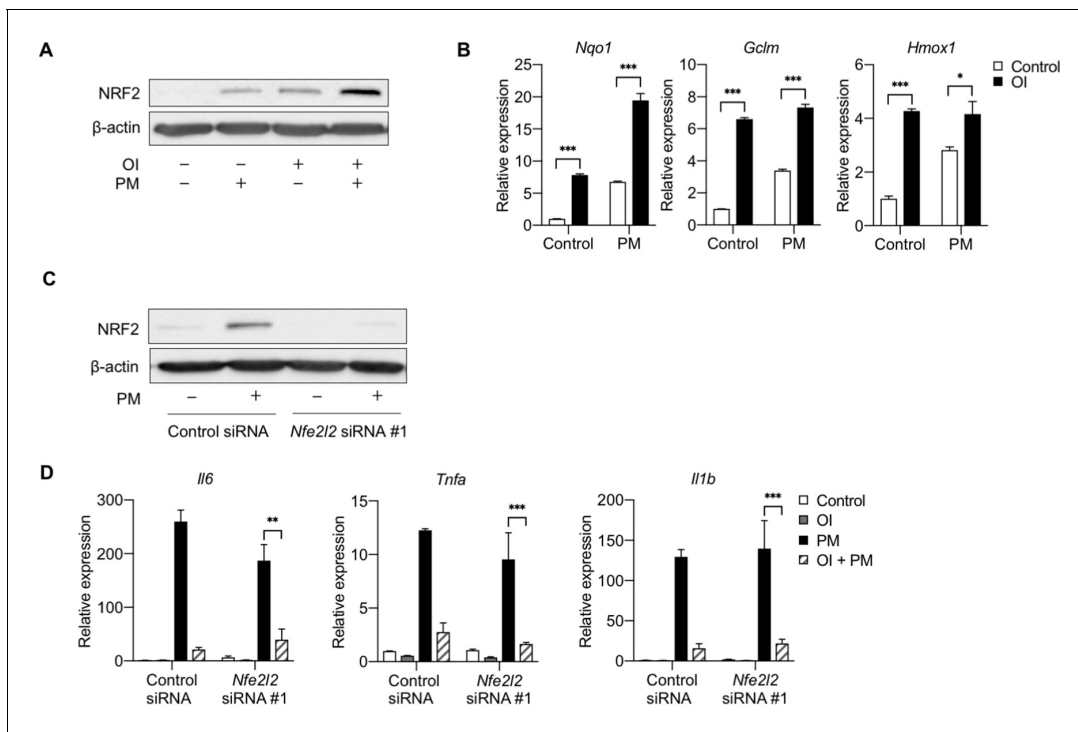 A
NRF2
β-actin
OI – – + +
PM – + – +
B
Nqo1
Gclm
Hmox1
Relative expression
25
20
15
10
5
0
***
***
Control PM
Relative expression
10
8
6
4
2
0
***
***
Control PM
Relative expression
6
4
2
0
***
*
Control PM
Control
OI
C
NRF2
β-actin
PM – + – +
Control siRNA Nfe2l2 siRNA #1
D
Il6
Tnfa
Il1b
Relative expression
300
200
100
0
**
Control
siRNA
Nfe2l2
siRNA #1
Relative expression
15
10
5
0
***
Control
siRNA
Nfe2l2
siRNA #1
Relative expression
200
150
100
50
0
***
Control
siRNA
Nfe2l2
siRNA #1
Control
OI
PM
OI + PM